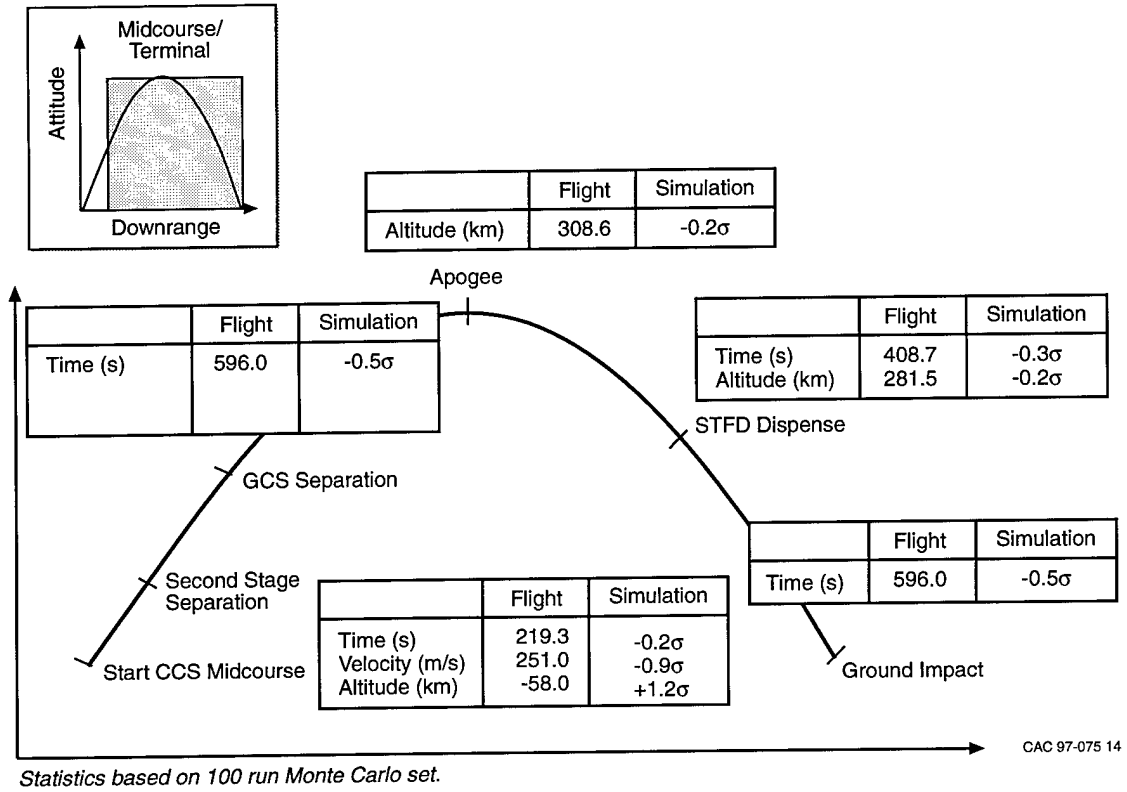 Midcourse/
Terminal
Attitude
Downrange
Flight Simulation
Altitude (km) 308.6 -0.2σ
Apogee
Flight Simulation
Time (s) 596.0 -0.5σ
Flight Simulation
Time (s) 408.7 -0.3σ
Altitude (km) 281.5 -0.2σ
STFD Dispense
GCS Separation
Flight Simulation
Time (s) 596.0 -0.5σ
Second Stage
Separation
Flight Simulation
Time (s) 219.3 -0.2σ
Velocity (m/s) 251.0 -0.9σ
Altitude (km) -58.0 +1.2σ
Start CCS Midcourse
Ground Impact
CAC 97-075 14
Statistics based on 100 run Monte Carlo set.